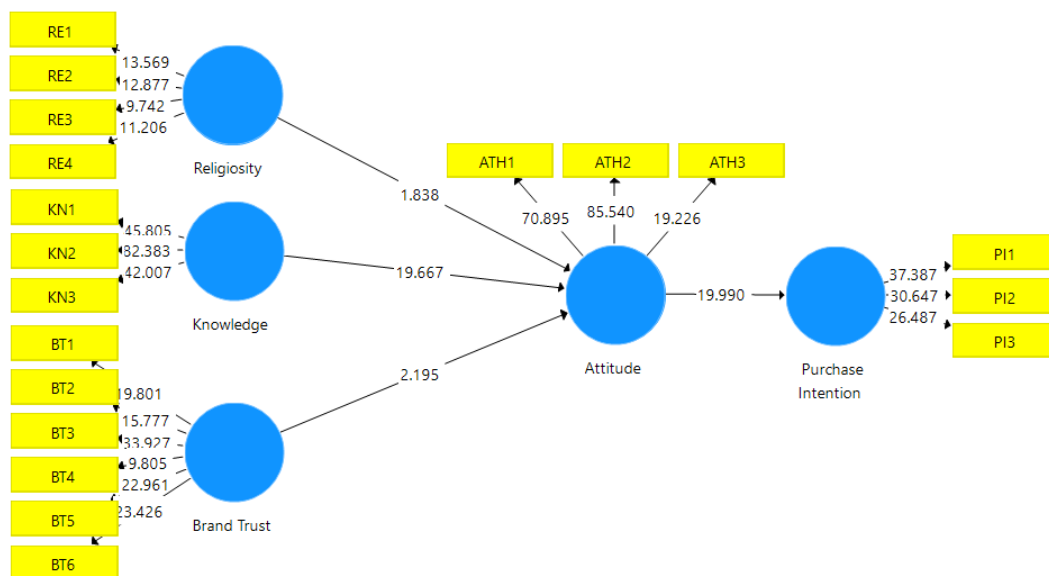 RE1
RE2
RE3
RE4
13.569
12.877
9.742
11.206
Religiosity
KN1
KN2
KN3
45.805
82.383
42.007
Knowledge
BT1
BT2
BT3
BT4
BT5
BT6
19.801
15.777
33.927
9.805
22.961
23.426
Brand Trust
1.838
19.667
2.195
ATH1
ATH2
ATH3
70.895
85.540
19.226
Attitude
19.990
Purchase
Intention
37.387
30.647
26.487
PI1
PI2
PI3